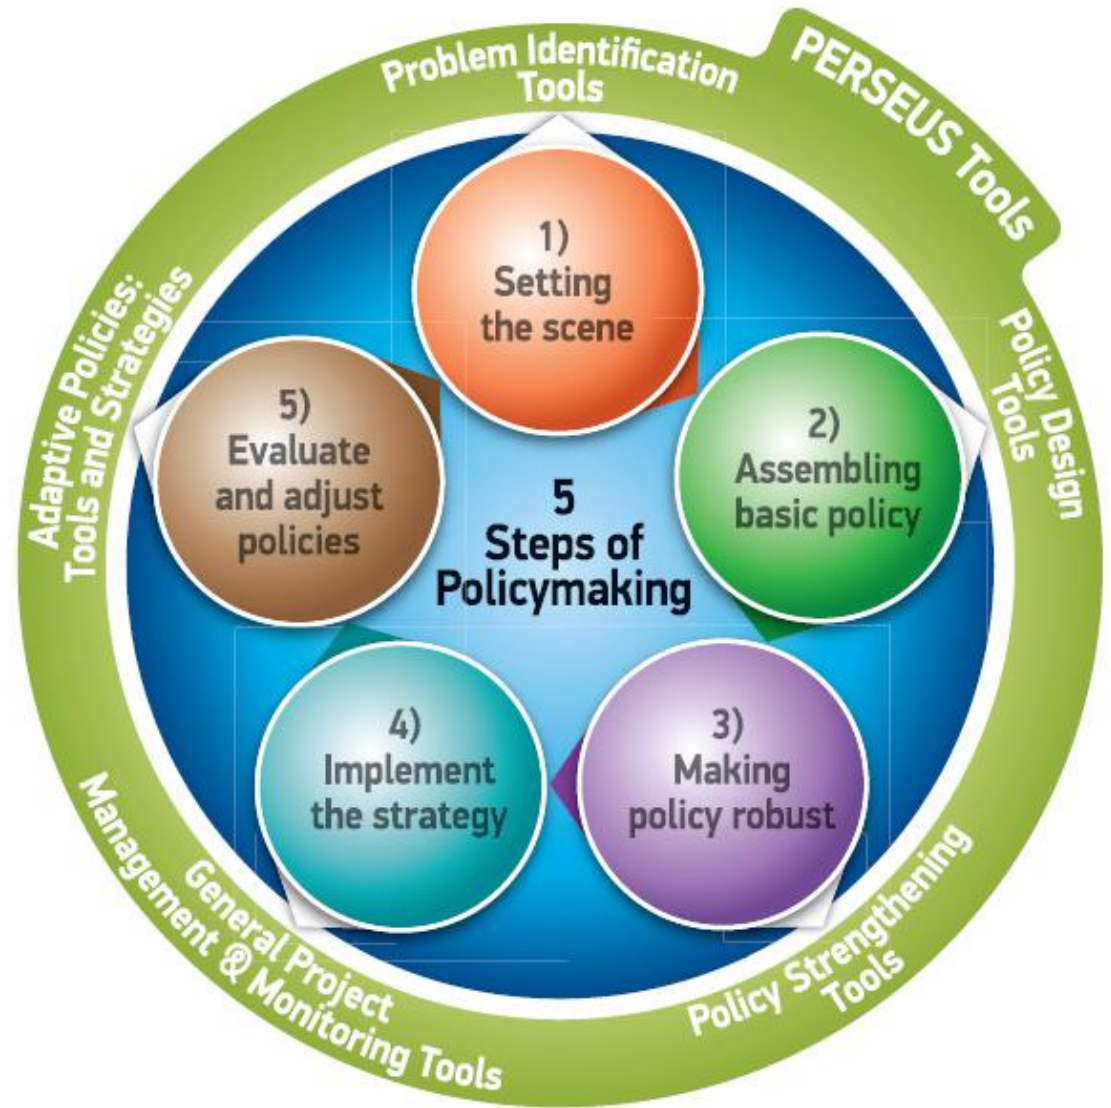 Problem Identification
Tools
PERSEUS Tools
Policy Design
Tools
Policy Strengthening
Tools
General Project
Management & Monitoring Tools
Adaptive Policies:
Tools and Strategies
1)
Setting
the scene
2)
Assembling
basic policy
3)
Making
policy robust
4)
Implement
the strategy
5)
Evaluate
and adjust
policies
5
Steps of
Policymaking